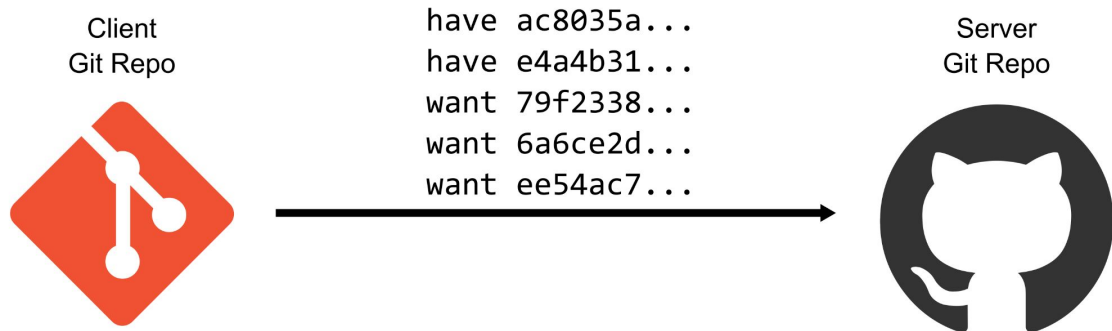 Client
Git Repo
have ac8035a...
have e4a4b31...
want 79f2338...
want 6a6ce2d...
want ee54ac7...
Server
Git Repo